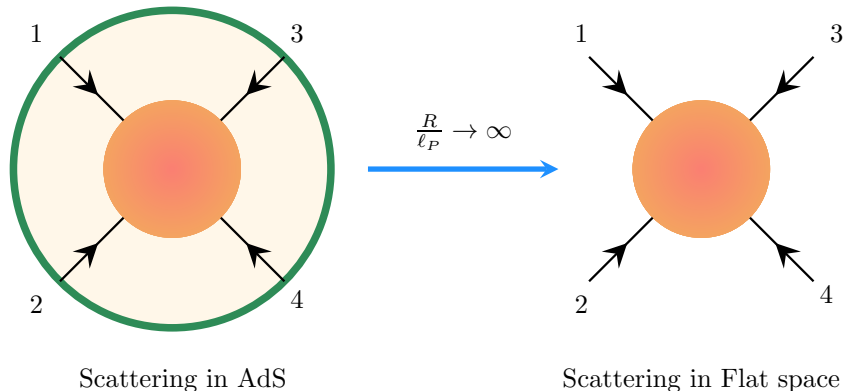 1
3
1
3
R/ℓ_P → ∞
2
4
2
4
Scattering in AdS
Scattering in Flat space